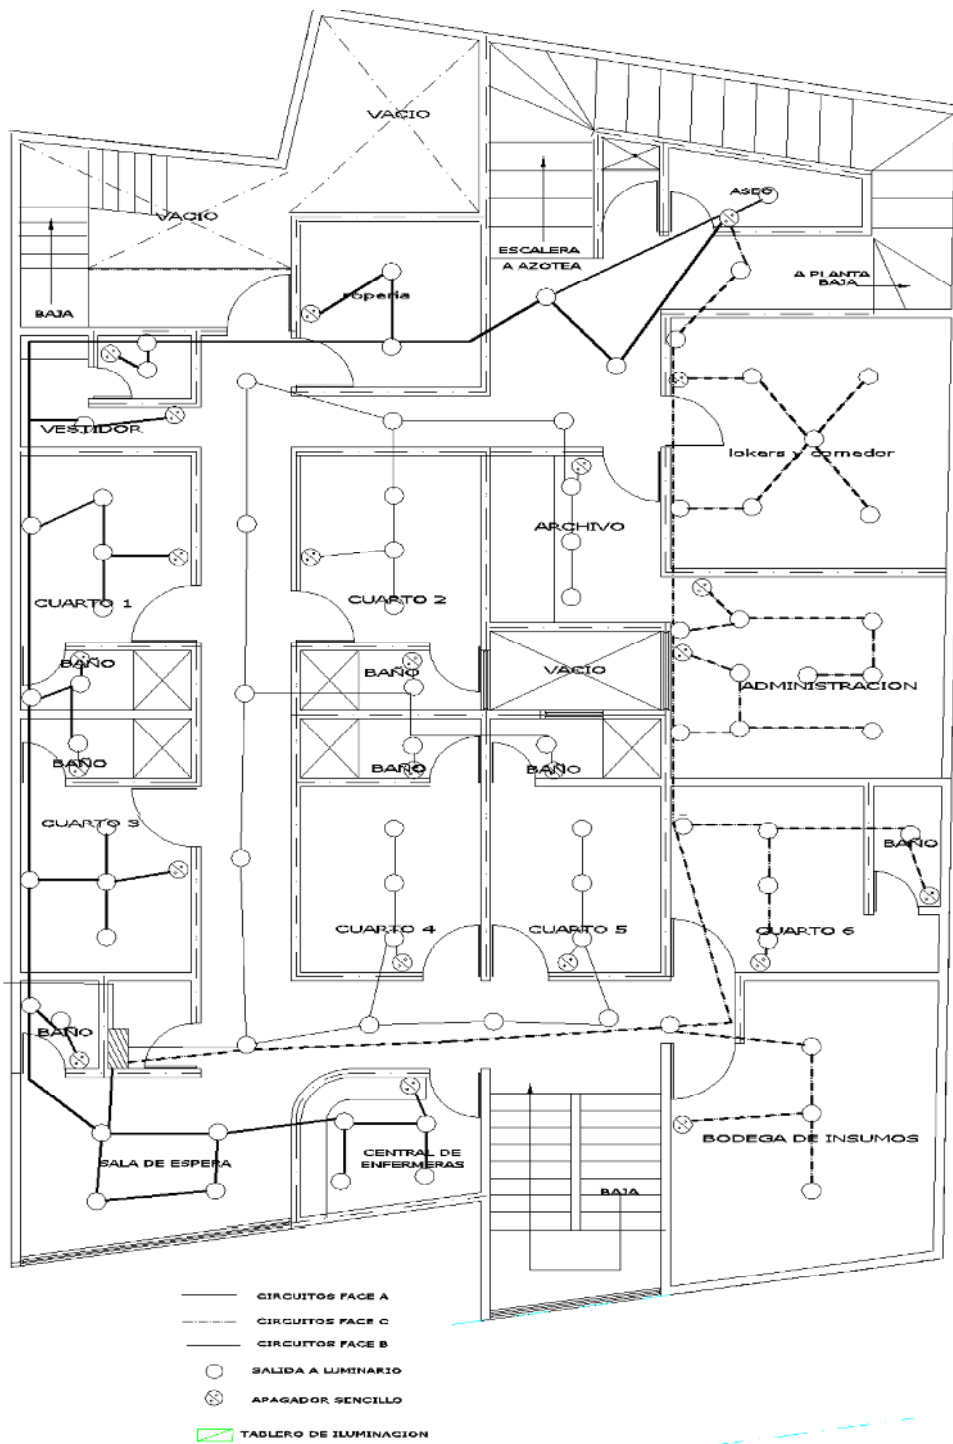 VACIO
VACIO
ASEO
ESCALERA
A AZOTEA
A PLANTA
BAJA
BAJA
roperia
VESTIDOR
lokers y comedor
ARCHIVO
CUARTO 1
CUARTO 2
BAÑO
BAÑO
VACIO
ADMINISTRACION
BAÑO
BAÑO
BAÑO
CUARTO 3
BAÑO
CUARTO 4
CUARTO 5
CUARTO 6
BAÑO
BODEGA DE INSUMOS
SALA DE ESPERA
CENTRAL DE
ENFERMERAS
BAJA
CIRCUITOS FACE A
CIRCUITOS FACE C
CIRCUITOS FACE B
SALIDA A LUMINARIO
APAGADOR SENCILLO
TABLERO DE ILUMINACION